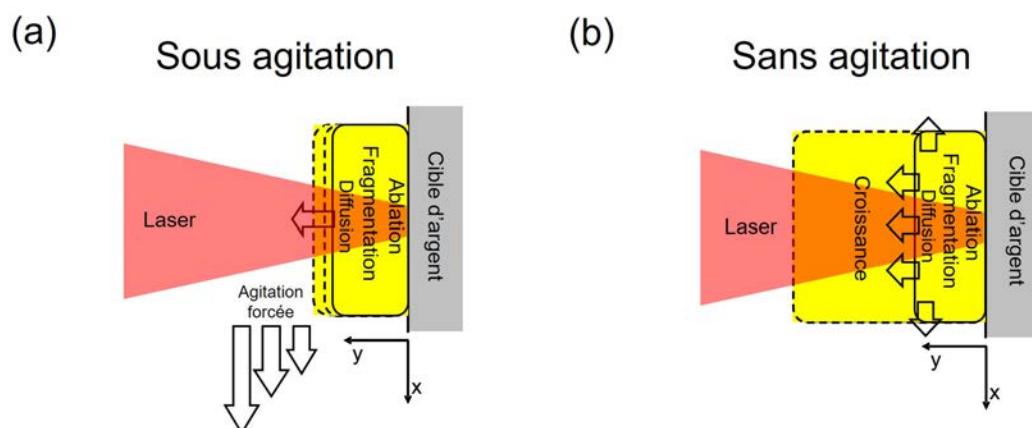 (a)
Sous agitation
Laser
Ablation
Fragmentation
Diffusion
Cible d'argent
Agitation
forcée
y
x
(b)
Sans agitation
Laser
Croissance
Ablation
Fragmentation
Diffusion
Cible d'argent
y
x